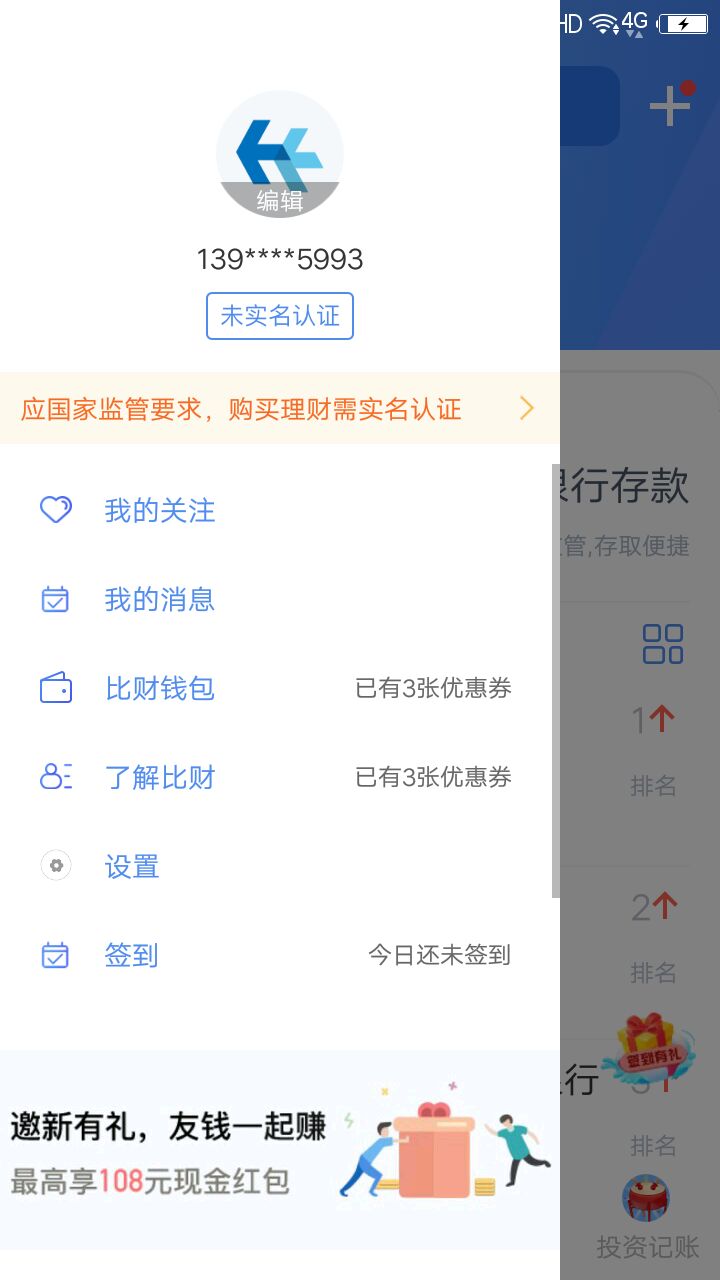 HD 4G
编辑
139****5993
未实名认证
应国家监管要求，购买理财需实名认证
我的关注
我的消息
比财钱包 已有3张优惠券
了解比财 已有3张优惠券
设置
签到 今日还未签到
邀新有礼，友钱一起赚
最高享108元现金红包
银行存款
管,存取便捷
1
排名
2
排名
签到有礼
行
3
排名
投资记账